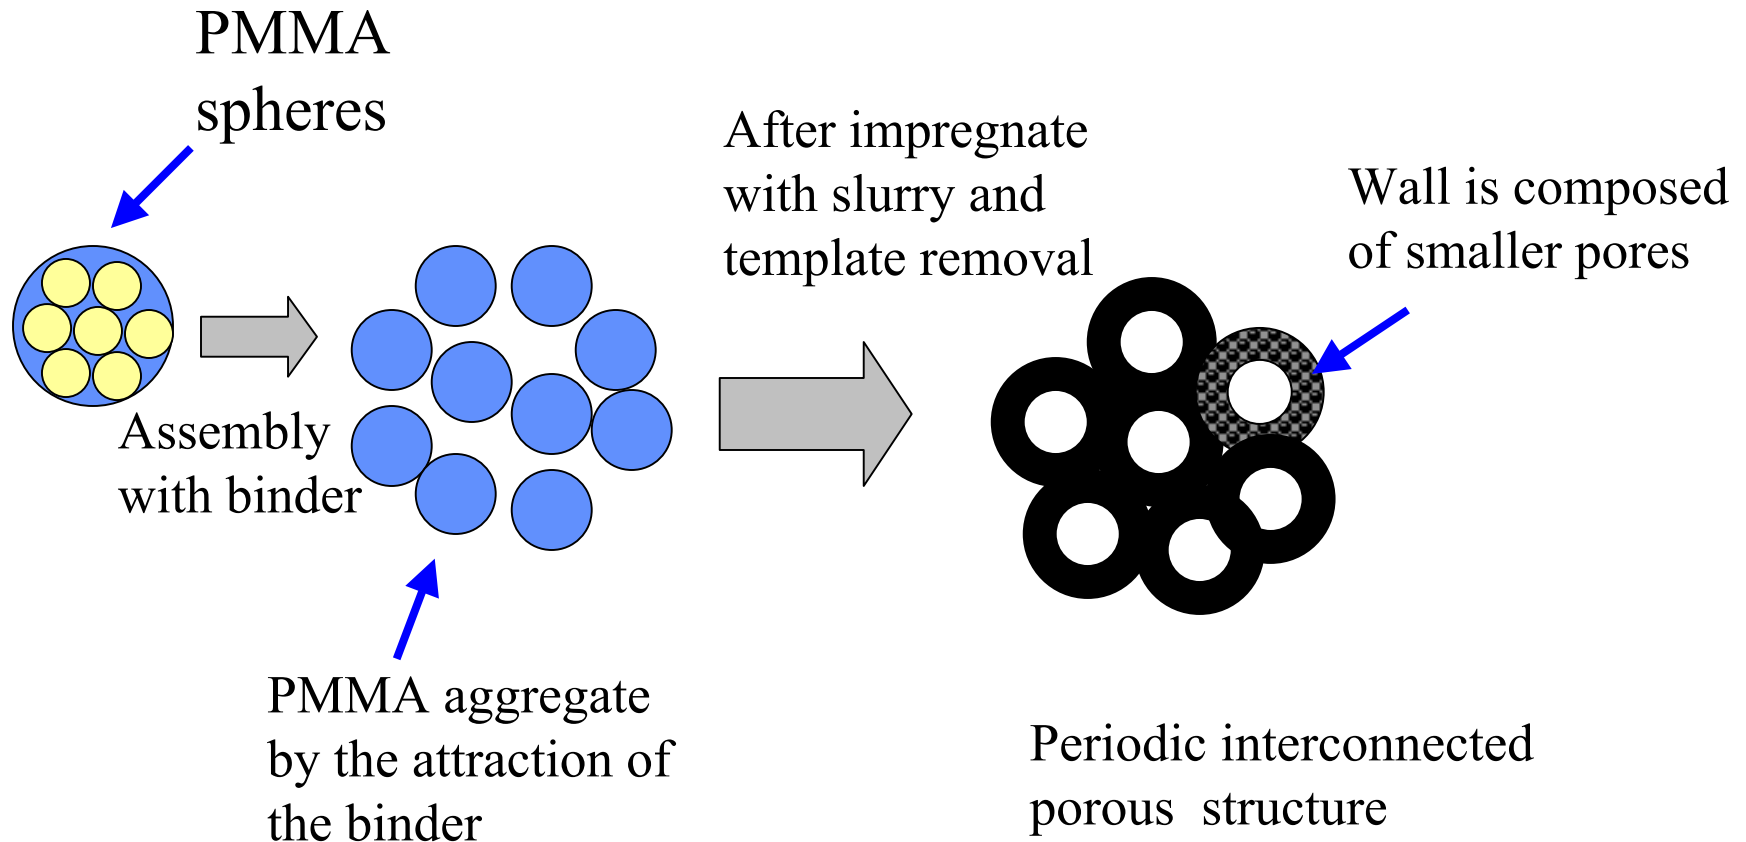 PMMA
spheres
Assembly
with binder
PMMA aggregate
by the attraction of
the binder
After impregnate
with slurry and
template removal
Wall is composed
of smaller pores
Periodic interconnected
porous structure